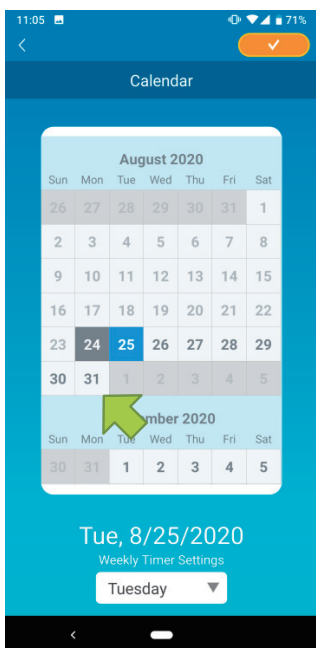 11:05 71%
Calendar
August 2020
Sun Mon Tue Wed Thu Fri Sat
26 27 28 29 30 31 1
2 3 4 5 6 7 8
9 10 11 12 13 14 15
16 17 18 19 20 21 22
23 24 25 26 27 28 29
30 31 1 2 3 4 5
mber 2020
Sun Mon Tue Wed Thu Fri Sat
30 31 1 2 3 4 5
Tue, 8/25/2020
Weekly Timer Settings
Tuesday